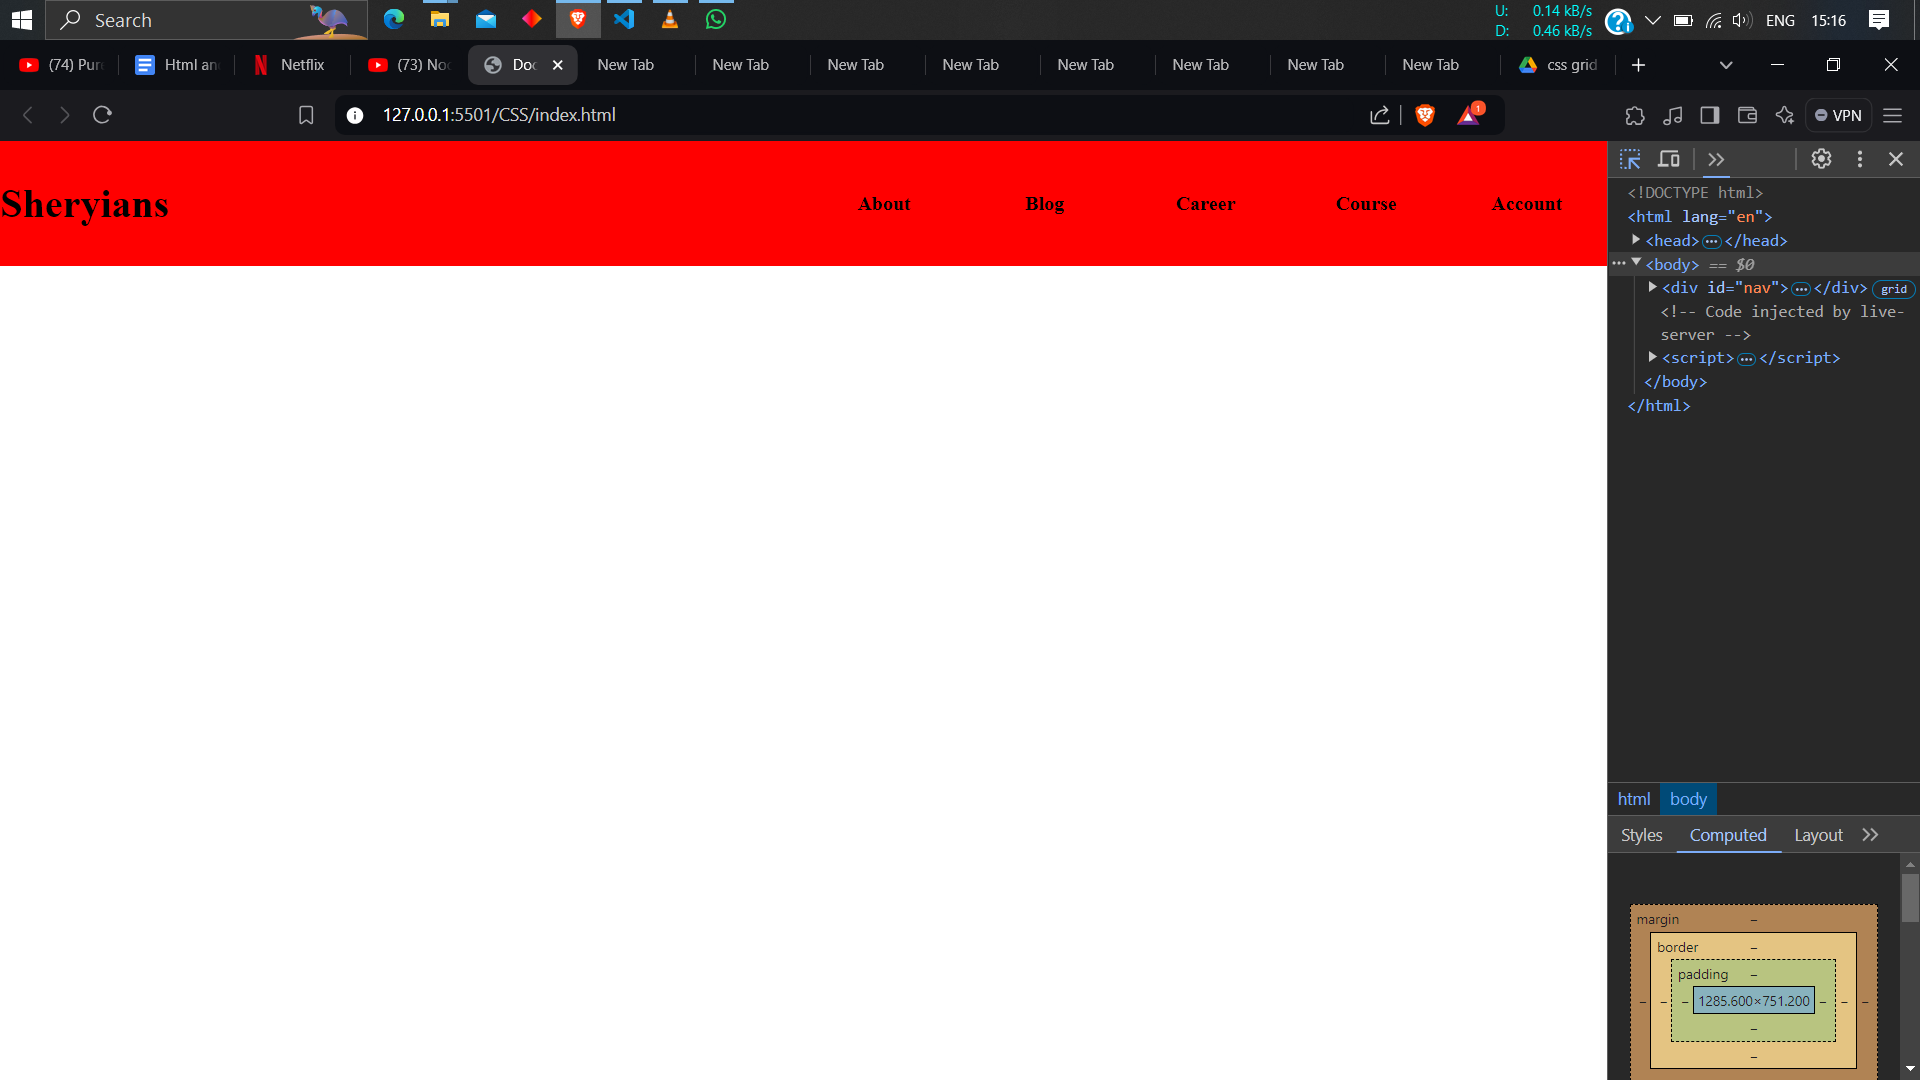 Search
U: 0.14 kB/s
D: 0.46 kB/s
ENG 15:16
(74) Pur
Html an
Netflix
(73) No
Doc
New Tab
New Tab
New Tab
New Tab
New Tab
New Tab
New Tab
New Tab
css grid
127.0.0.1:5501/CSS/index.html
1
VPN
Sheryians
About
Blog
Career
Course
Account
<!DOCTYPE html>
<html lang="en">
<head>…</head>
<body> == $0
<div id="nav">…</div> grid
<!-- Code injected by live-
server -->
<script>…</script>
</body>
</html>
html body
Styles Computed Layout
margin –
border –
padding –
– – – 1285.600×751.200 – – –
–
–